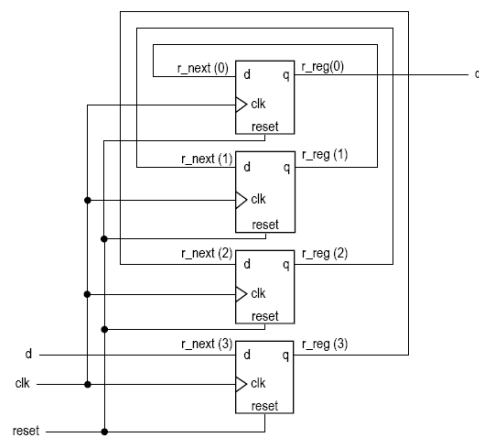 r_next (0) d q r_reg(0)
clk
reset
r_next (1) d q r_reg (1)
clk
reset
r_next (2) d q r_reg (2)
clk
reset
d r_next (3) d q r_reg (3)
clk clk
reset reset